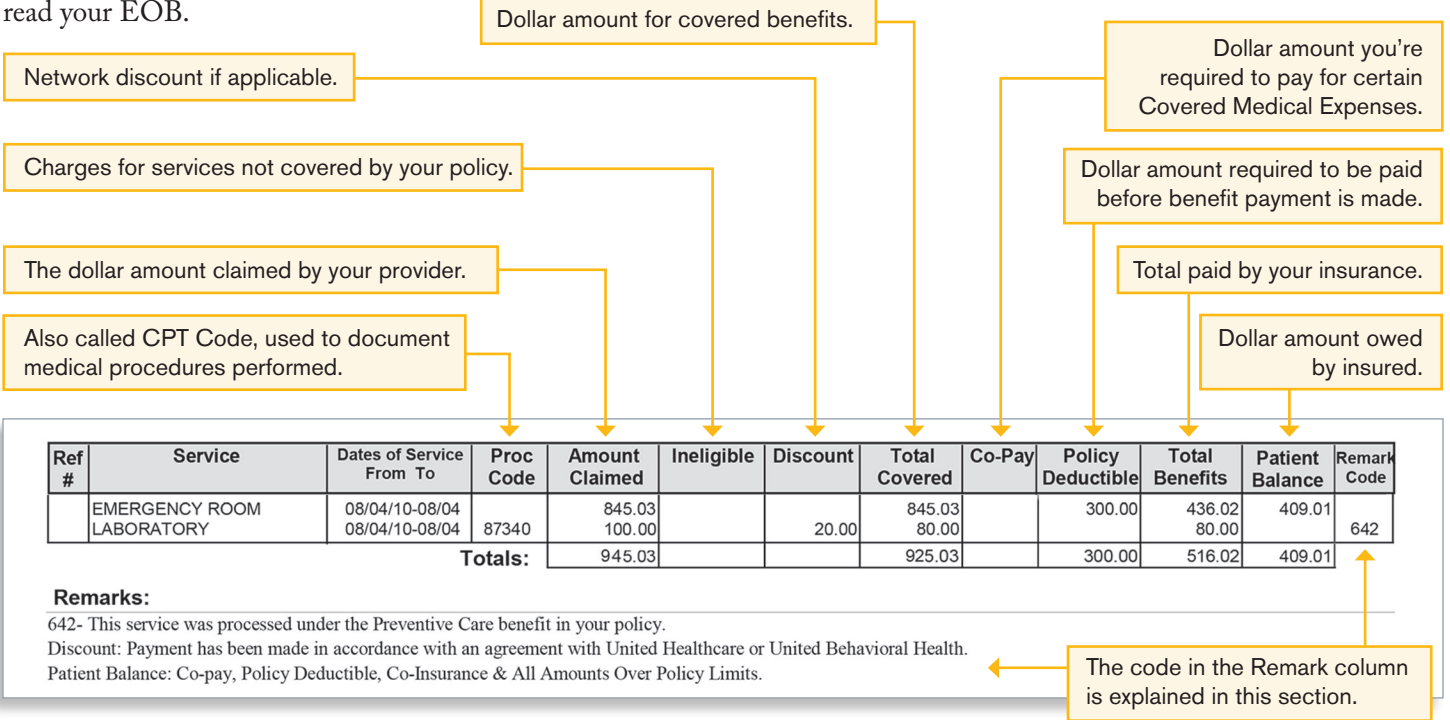 read your EOB.
Dollar amount for covered benefits.
Network discount if applicable.
Dollar amount you're
required to pay for certain
Covered Medical Expenses.
Charges for services not covered by your policy.
Dollar amount required to be paid
before benefit payment is made.
The dollar amount claimed by your provider.
Total paid by your insurance.
Also called CPT Code, used to document
medical procedures performed.
Dollar amount owed
by insured.
Ref # Service Dates of Service From To Proc Code Amount Claimed Ineligible Discount Total Covered Co-Pay Policy Deductible Total Benefits Patient Balance Remark Code
EMERGENCY ROOM 08/04/10-08/04 845.03 845.03 300.00 436.02 409.01
LABORATORY 08/04/10-08/04 87340 100.00 20.00 80.00 80.00 642
Totals: 945.03 925.03 300.00 516.02 409.01
Remarks:
642- This service was processed under the Preventive Care benefit in your policy.
Discount: Payment has been made in accordance with an agreement with United Healthcare or United Behavioral Health.
Patient Balance: Co-pay, Policy Deductible, Co-Insurance & All Amounts Over Policy Limits.
The code in the Remark column
is explained in this section.